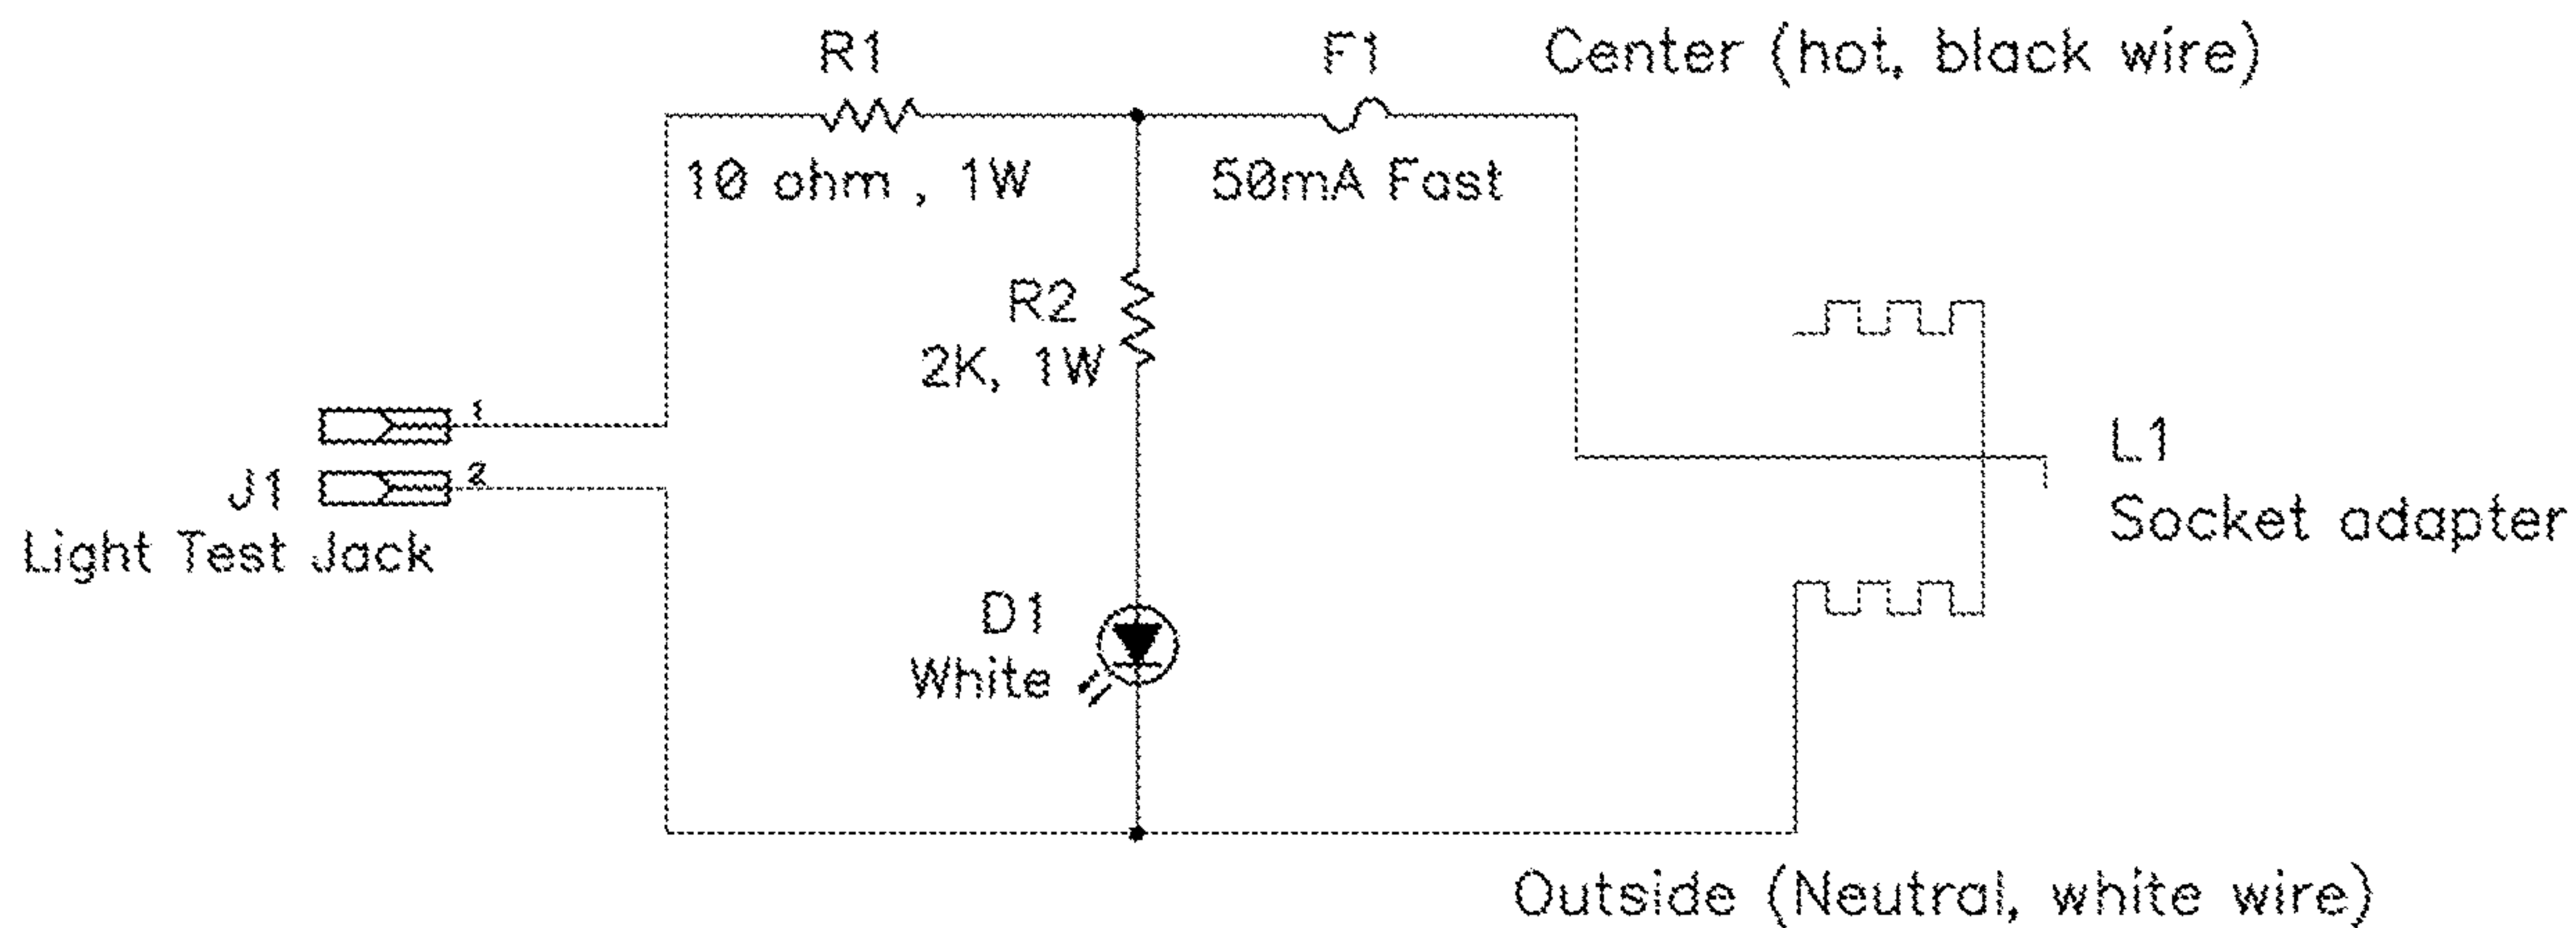 R1
F1
Center (hot, black wire)
10 ohm , 1W
50mA Fast
R2
2K, 1W
1
2
J1
Light Test Jack
L1
Socket adapter
D1
White
Outside (Neutral, white wire)